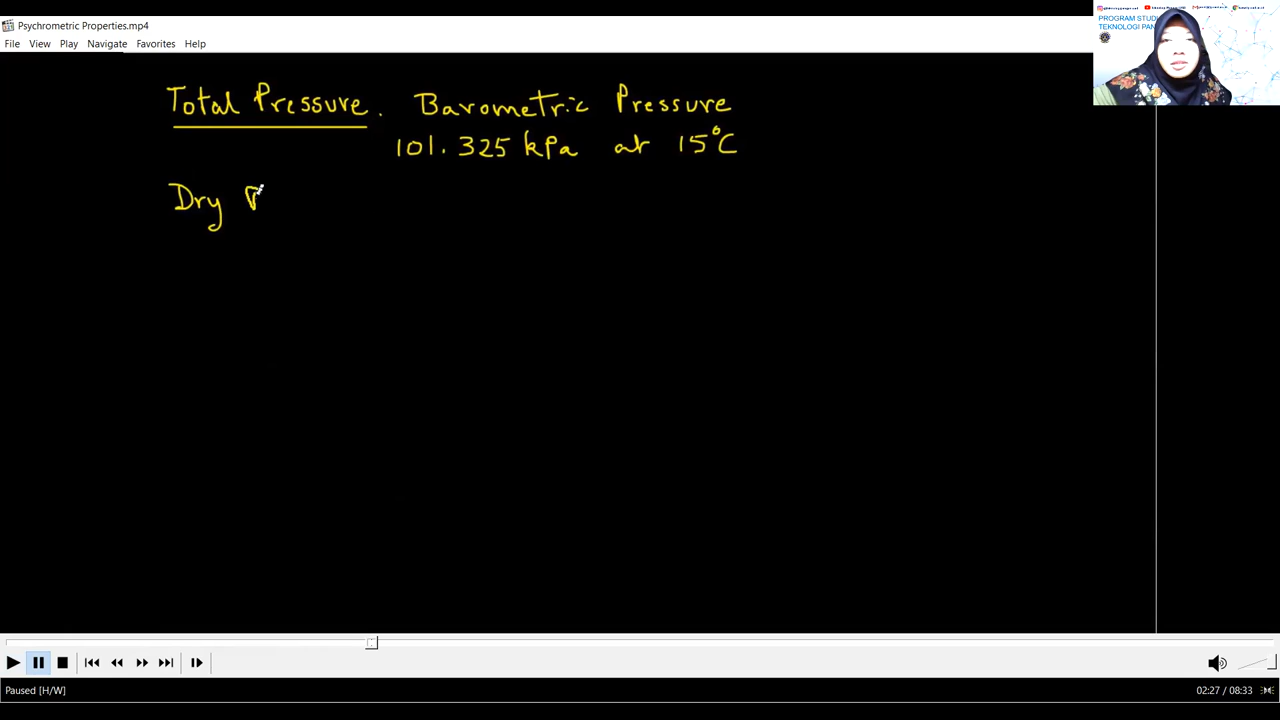 Psychrometric Properties.mp4
File View Play Navigate Favorites Help
PROGRAM STUDI
TEKNOLOGI PAN
Total Pressure. Barometric Pressure
101.325 kPa at 15°C
Dry
Paused [H/W]
02:27 / 08:33